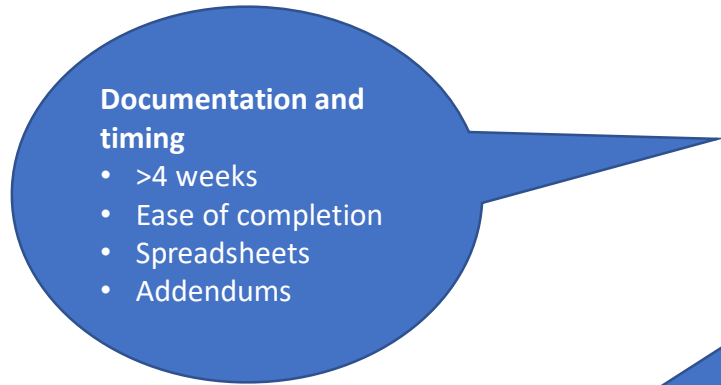 Documentation and
timing
• >4 weeks
• Ease of completion
• Spreadsheets
• Addendums